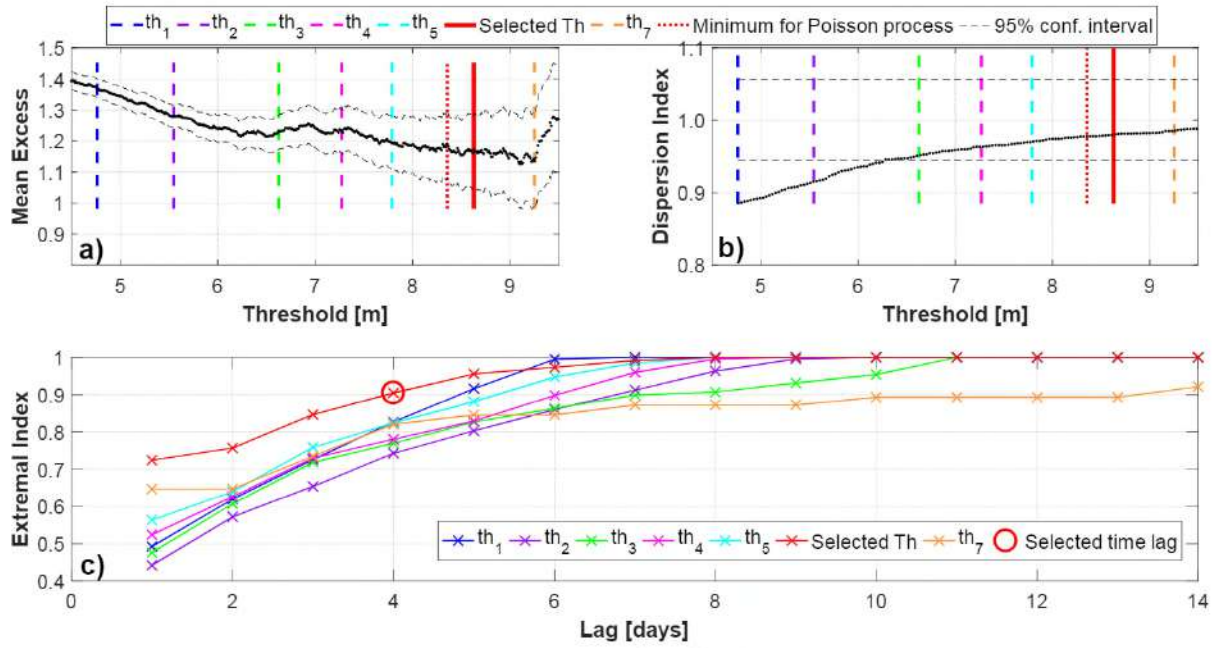 th1 th2 th3 th4 th5 Selected Th th7 Minimum for Poisson process 95% conf. interval
1.5
1.4
1.3
1.2
1.1
1
0.9
Mean Excess
a)
5 6 7 8 9
Threshold [m]
1.1
1.0
0.9
0.8
Dispersion Index
b)
5 6 7 8 9
Threshold [m]
1
0.9
0.8
0.7
0.6
0.5
0.4
Extremal Index
c)
th1 th2 th3 th4 th5 Selected Th th7 Selected time lag
0 2 4 6 8 10 12 14
Lag [days]